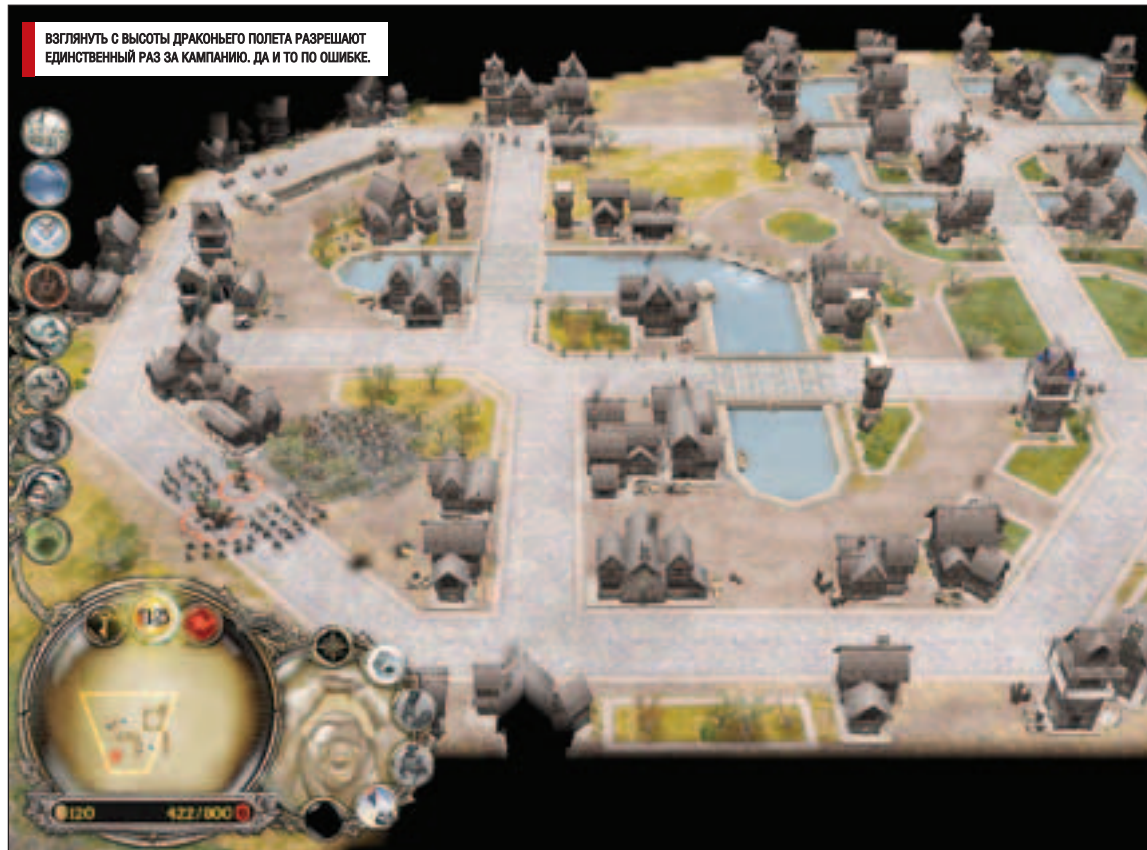 ВЗГЛЯНУТЬ С ВЫСОТЫ ДРАКОНЬЕГО ПОЛЕТА РАЗРЕШАЮТ
ЕДИНСТВЕННЫЙ РАЗ ЗА КАМПАНИЮ. ДА И ТО ПО ОШИБКЕ.
120
422/800